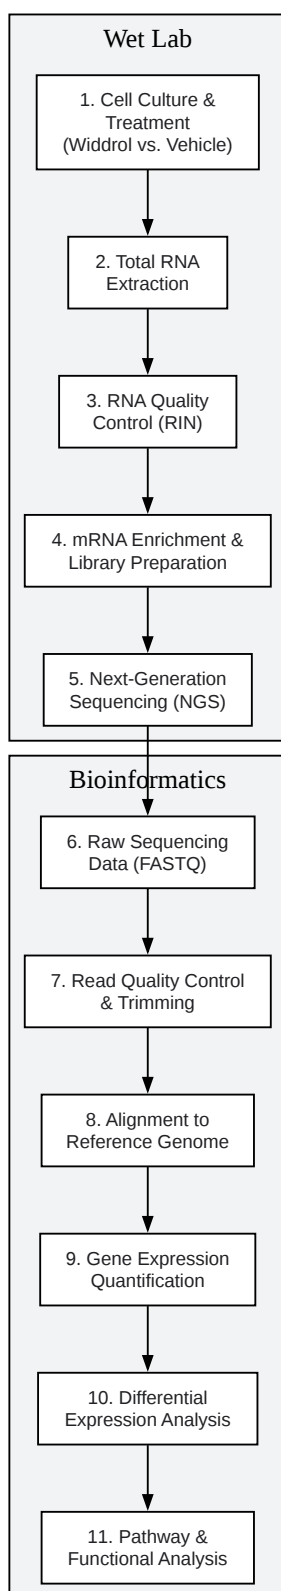 Wet Lab
1. Cell Culture &
Treatment
(Widdrol vs. Vehicle)
2. Total RNA
Extraction
3. RNA Quality
Control (RIN)
4. mRNA Enrichment &
Library Preparation
5. Next-Generation
Sequencing (NGS)
Bioinformatics
6. Raw Sequencing
Data (FASTQ)
7. Read Quality Control
& Trimming
8. Alignment to
Reference Genome
9. Gene Expression
Quantification
10. Differential
Expression Analysis
11. Pathway &
Functional Analysis